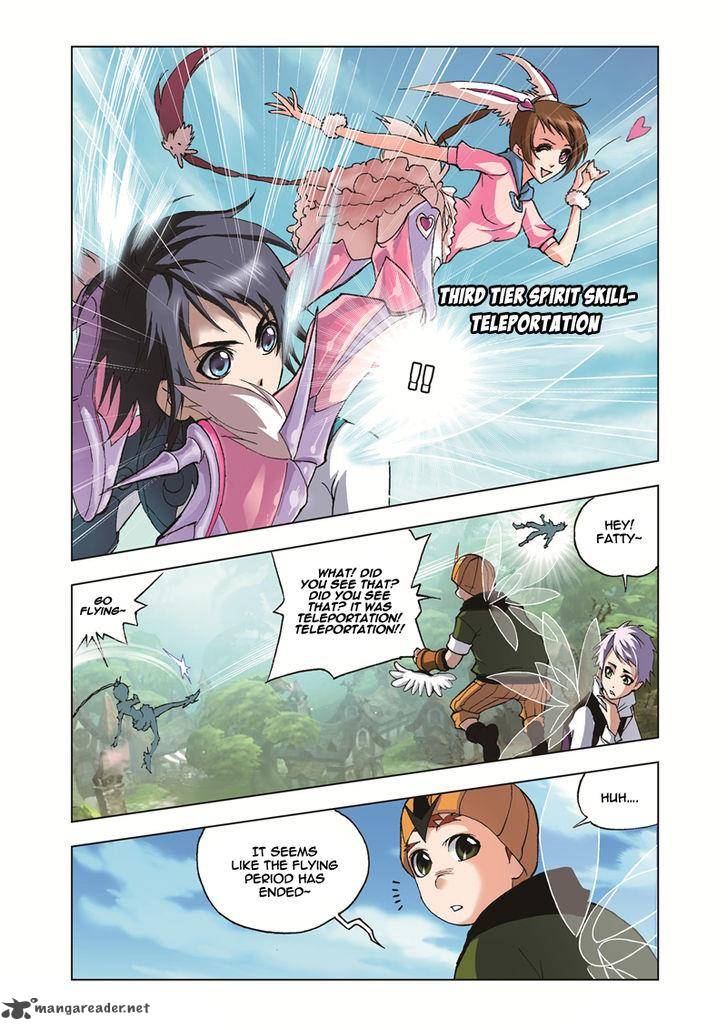 THIRD TIER SPIRIT SKILL-
TELEPORTATION
!!
HEY!
FATTY~
WHAT! DID
YOU SEE THAT?
DID YOU SEE
THAT? IT WAS
TELEPORTATION!
TELEPORTATION!!
GO
FLYING~
HUH....
IT SEEMS
LIKE THE FLYING
PERIOD HAS
ENDED~
mangareader.net